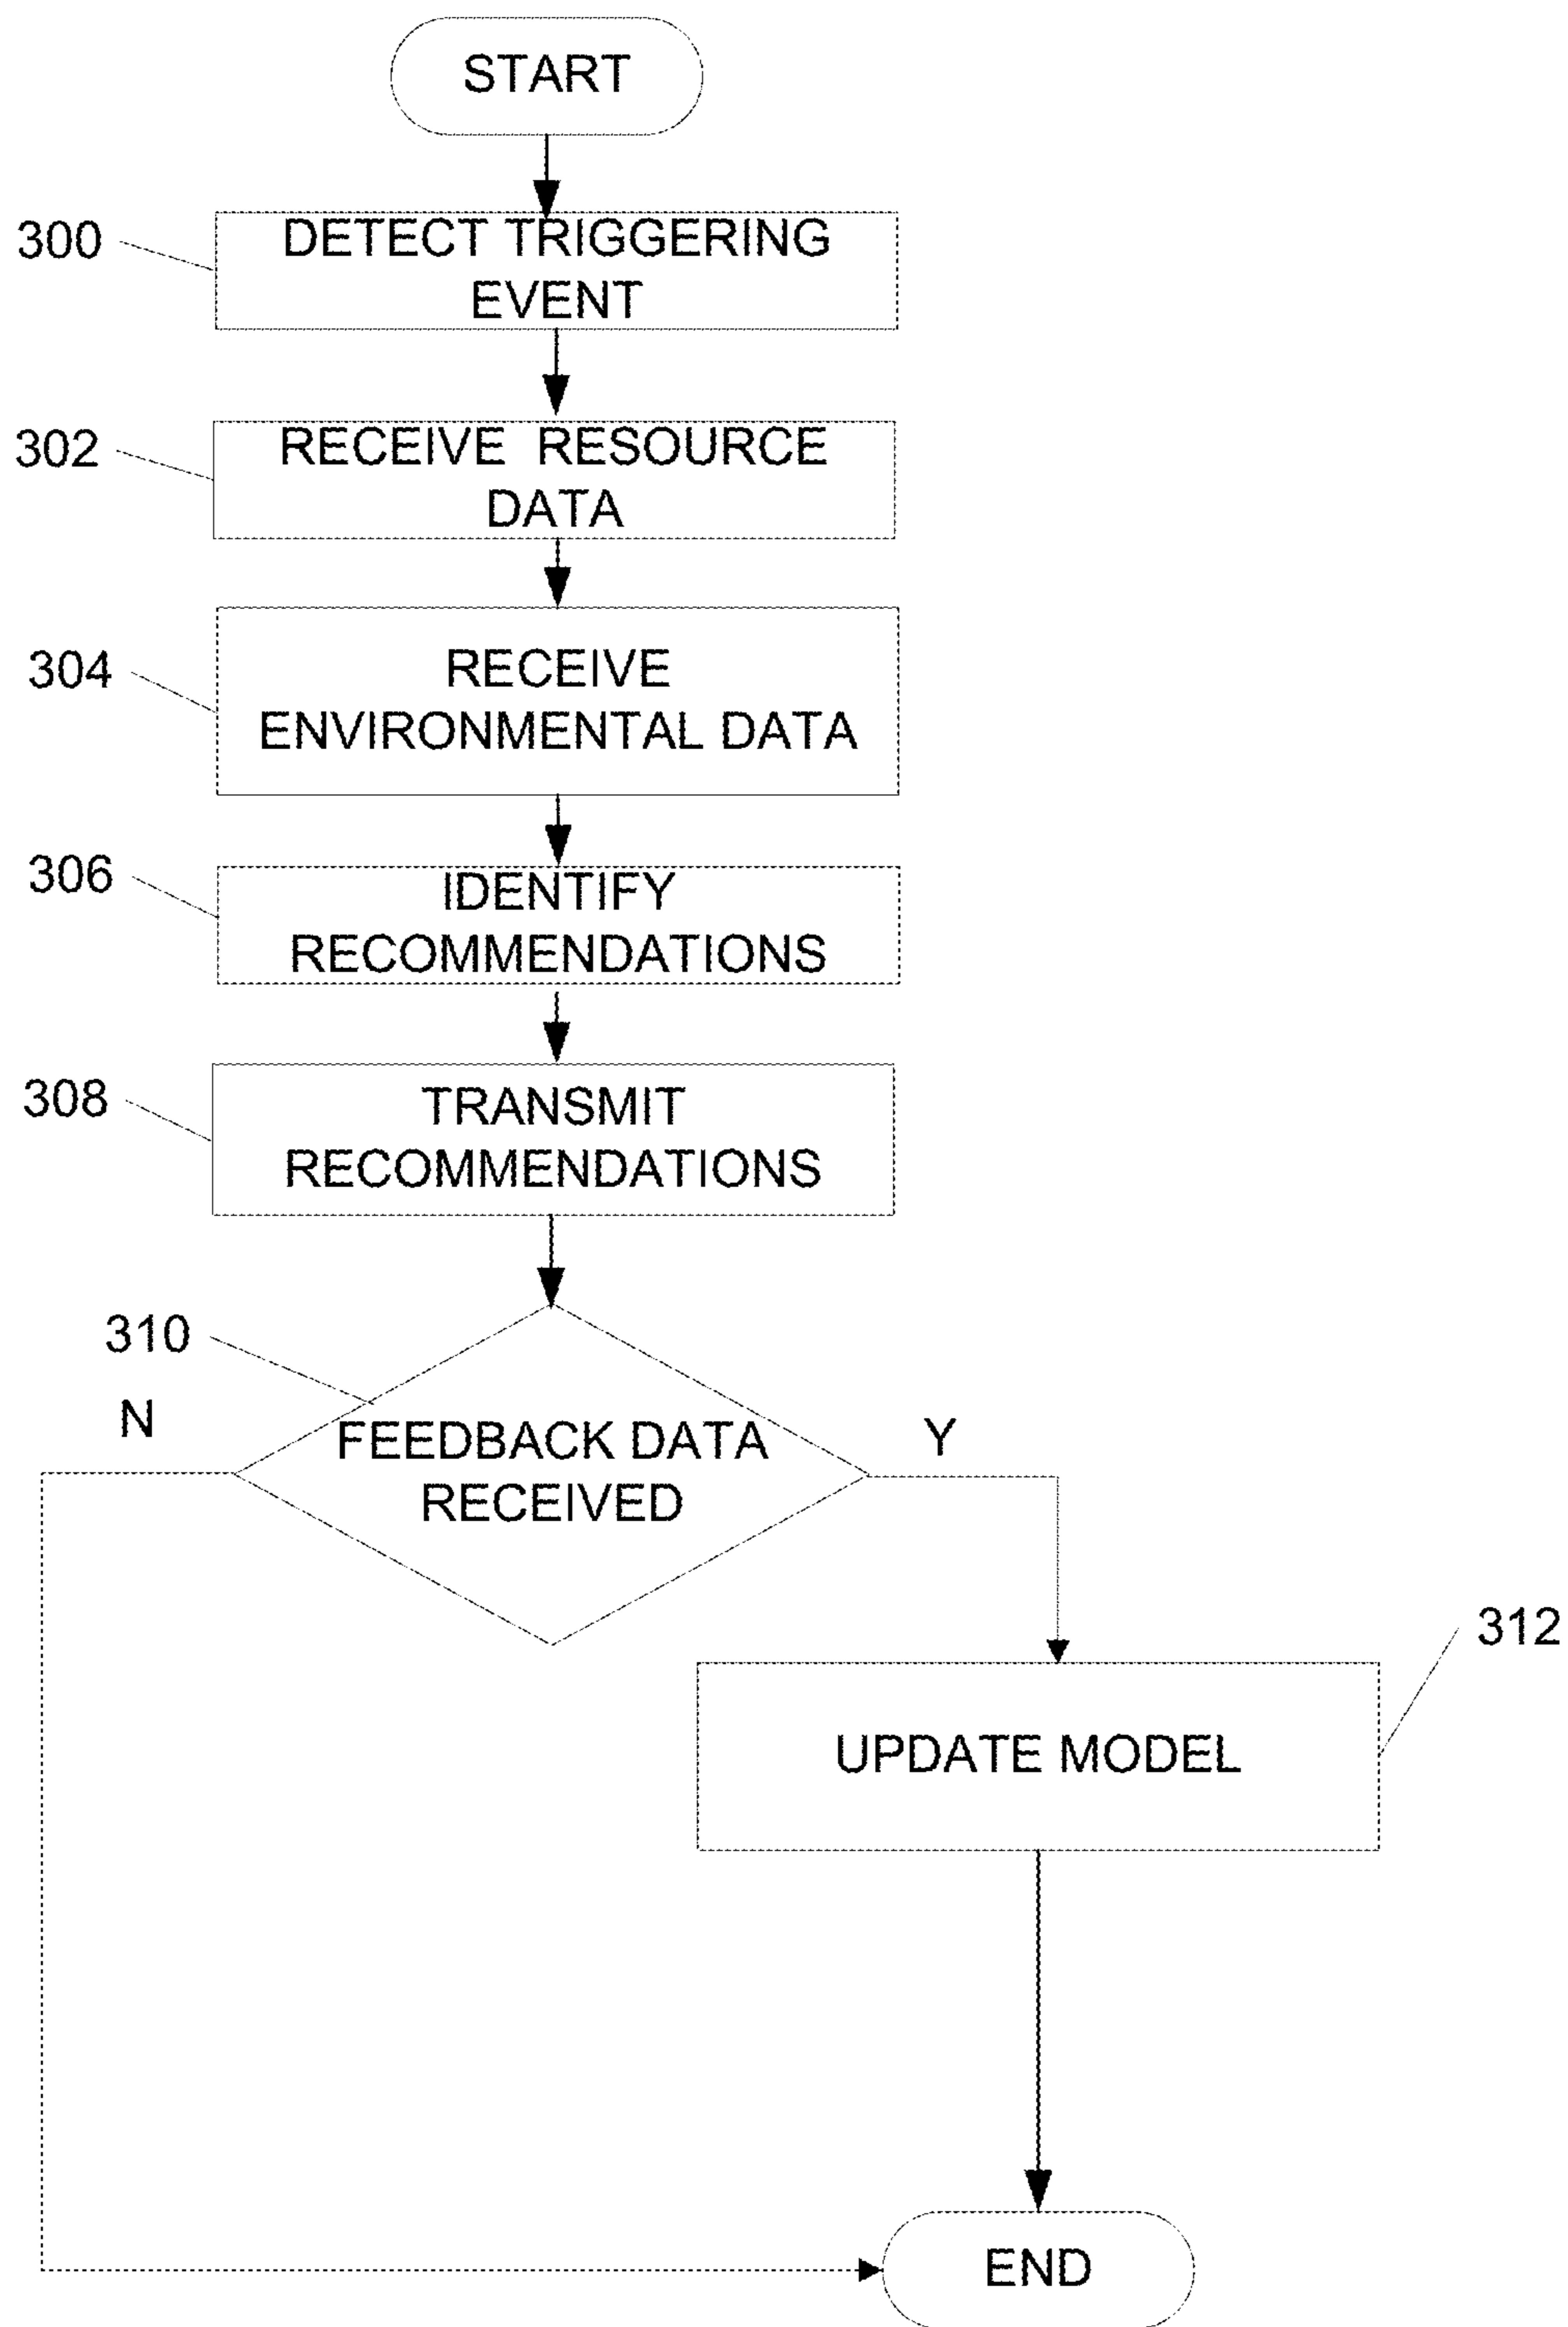 START
300
DETECT TRIGGERING
EVENT
302
RECEIVE RESOURCE
DATA
304
RECEIVE
ENVIRONMENTAL DATA
306
IDENTIFY
RECOMMENDATIONS
308
TRANSMIT
RECOMMENDATIONS
310
N
FEEDBACK DATA
RECEIVED
Y
312
UPDATE MODEL
END